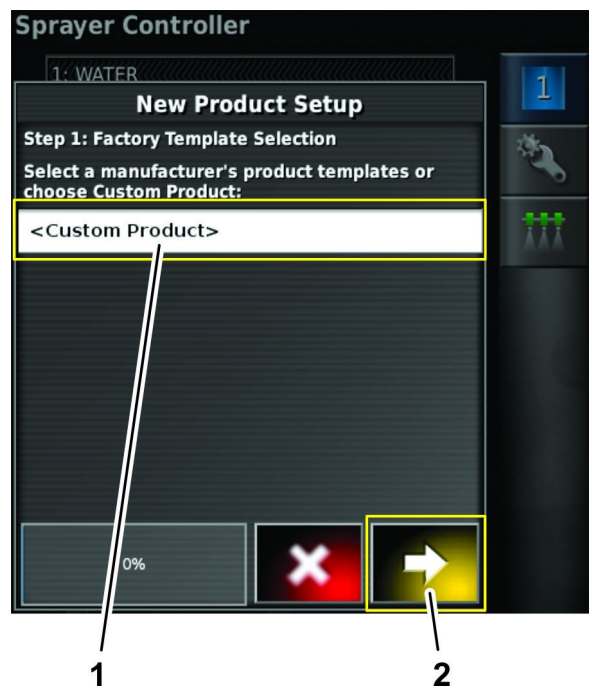 Sprayer Controller
1: WATER
1
New Product Setup
Step 1: Factory Template Selection
Select a manufacturer's product templates or
choose Custom Product:
<Custom Product>
0%
1
2